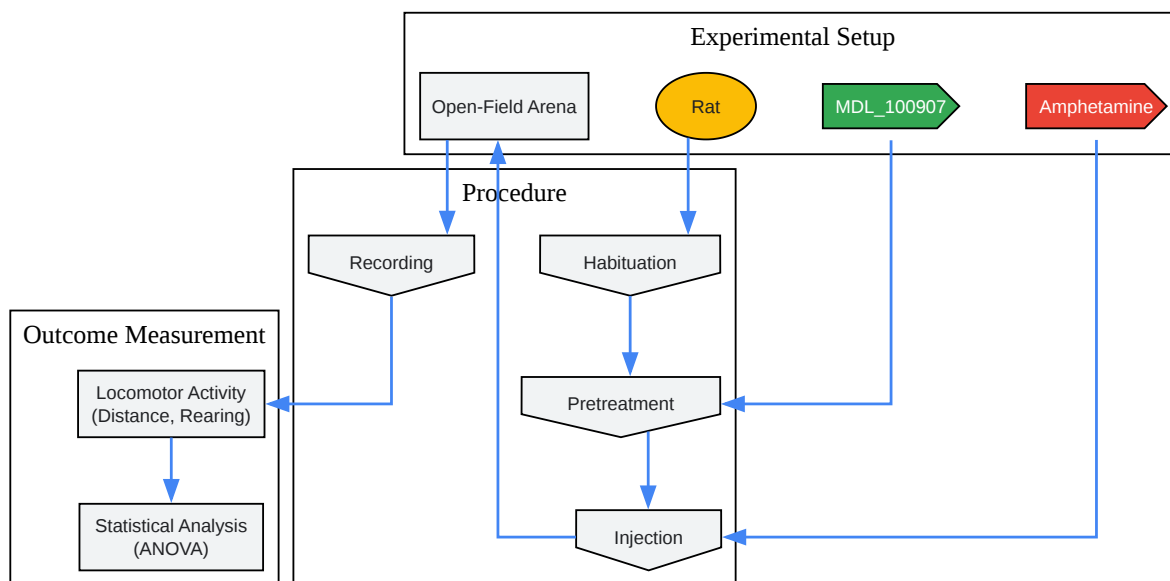 Experimental Setup
Open-Field Arena
Rat
MDL_100907
Amphetamine
Procedure
Recording
Habituation
Outcome Measurement
Locomotor Activity
(Distance, Rearing)
Pretreatment
Statistical Analysis
(ANOVA)
Injection